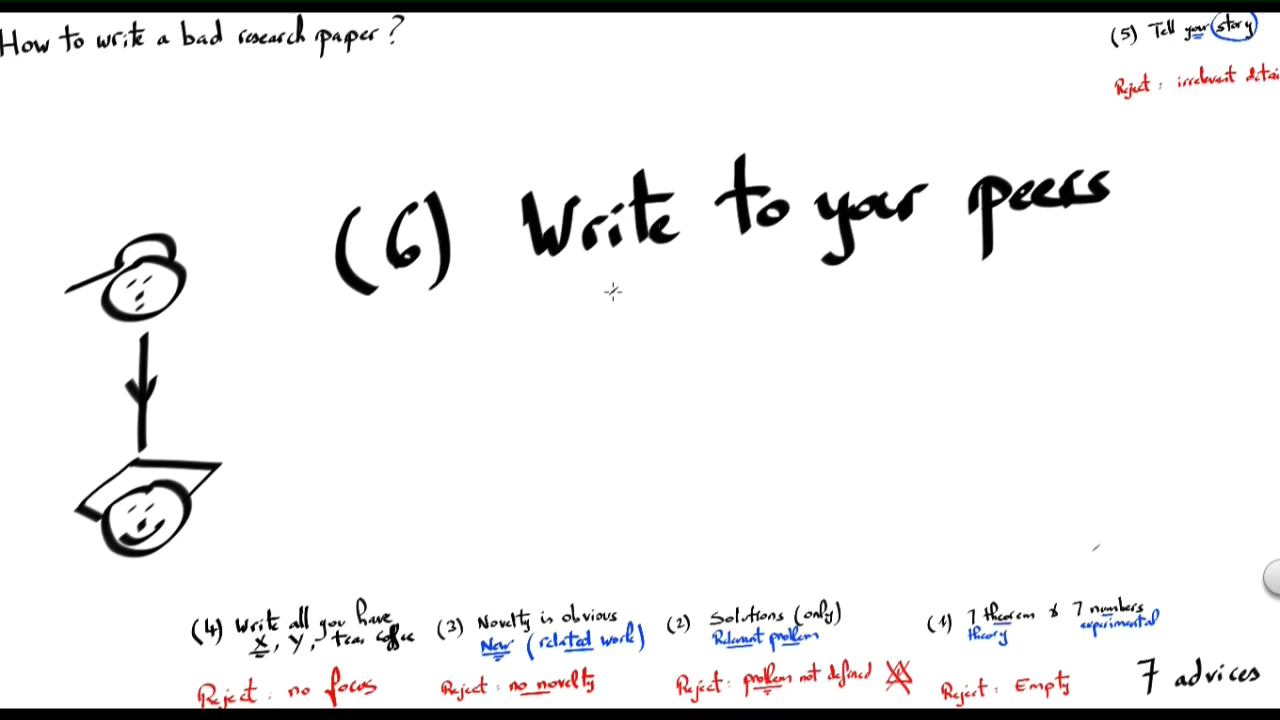 How to write a bad research paper?
(5) Tell your story
Reject: irrelevant detai
(6) Write to your peers
(4) Write all you have
X, Y, tea, coffee
Reject: no focus
(3) Novelty is obvious
New (related work)
Reject: no novelty
(2) Solutions (only)
Relevant problem
Reject: problem not defined
(1) 7 theorem & 7 numbers
theory experimental
Reject: Empty
7 advices